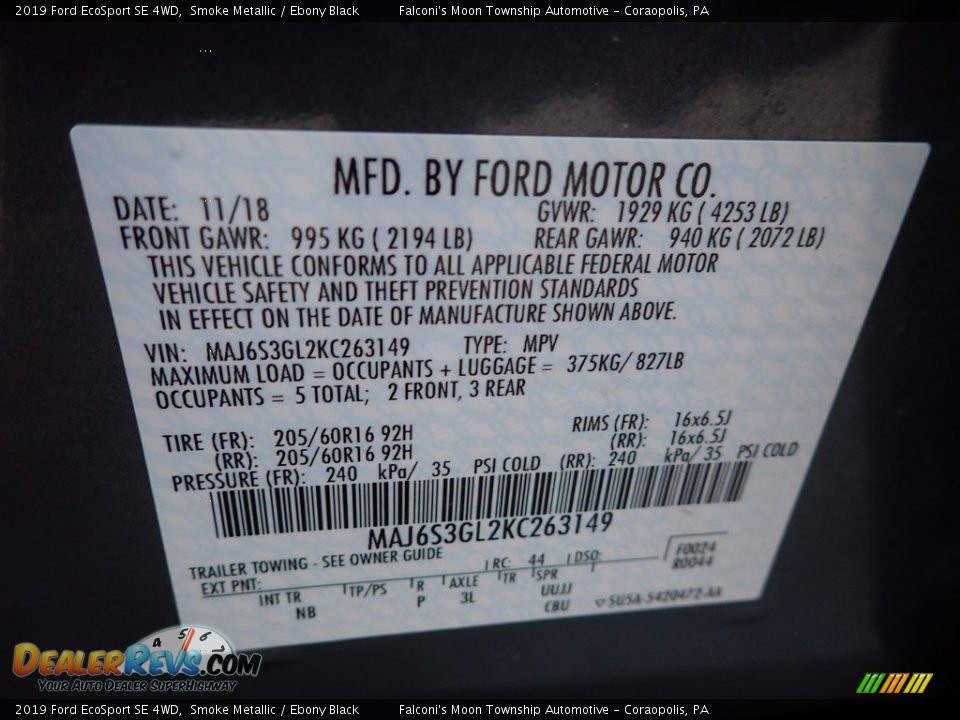 2019 Ford EcoSport SE 4WD, Smoke Metallic / Ebony Black Falconi's Moon Township Automotive - Coraopolis, PA
MFD. BY FORD MOTOR CO.
DATE: 11/18 GVWR: 1929 KG ( 4253 LB)
FRONT GAWR: 995 KG ( 2194 LB) REAR GAWR: 940 KG ( 2072 LB)
THIS VEHICLE CONFORMS TO ALL APPLICABLE FEDERAL MOTOR
VEHICLE SAFETY AND THEFT PREVENTION STANDARDS
IN EFFECT ON THE DATE OF MANUFACTURE SHOWN ABOVE.
VIN: MAJ6S3GL2KC263149 TYPE: MPV
MAXIMUM LOAD = OCCUPANTS + LUGGAGE = 375KG/ 827LB
OCCUPANTS = 5 TOTAL; 2 FRONT, 3 REAR
TIRE (FR): 205/60R16 92H RIMS (FR): 16x6.5J
(RR): 205/60R16 92H (RR): 16x6.5J
PRESSURE (FR): 240 kPa/ 35 PSI COLD (RR): 240 kPa/ 35 PSI COLD
MAJ6S3GL2KC263149
TRAILER TOWING - SEE OWNER GUIDE
EXT PNT: RC: 44 DSO: F0024
R0044
INT TR TP/PS R AXLE TR SPR
NB P 3L UUJJ
CBU SU5A-5420472-AA
4 5 6
DEALERREVS.COM
YOUR AUTO DEALER SUPERHIGHWAY
2019 Ford EcoSport SE 4WD, Smoke Metallic / Ebony Black Falconi's Moon Township Automotive - Coraopolis, PA